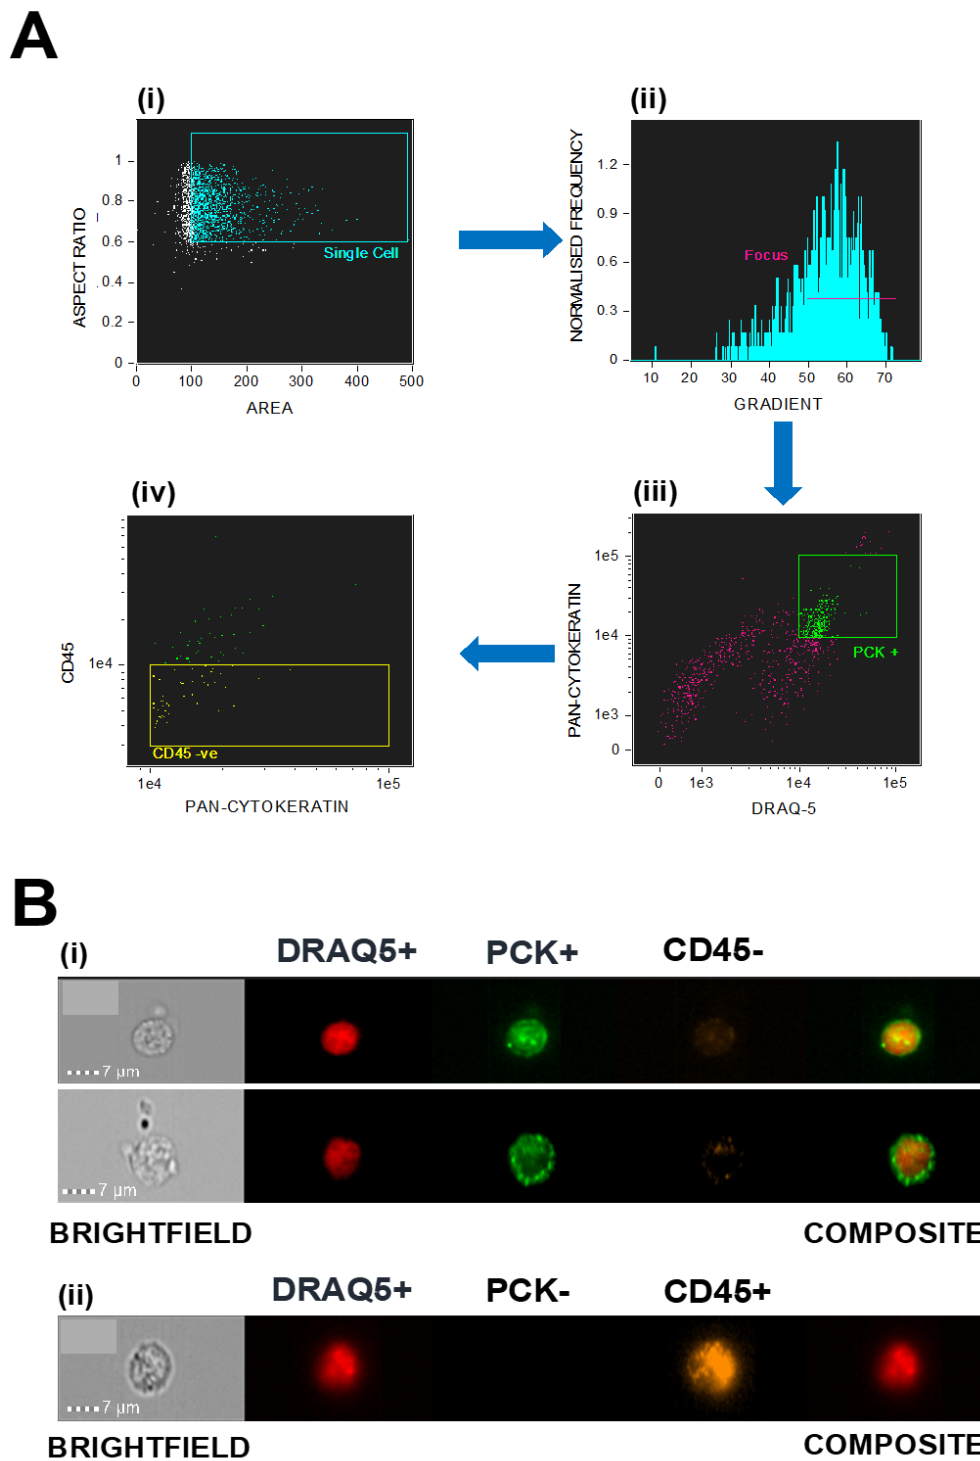 A
(i)
ASPECT RATIO
1
0.8
0.6
0.4
0.2
0
Single Cell
0 100 200 300 400 500
AREA
(ii)
NORMALISED FREQUENCY
1.2
0.9
0.6
0.3
0
Focus
10 20 30 40 50 60 70
GRADIENT
(iv)
CD45
1e4
CD45 -ve
1e4 1e5
PAN-CYTOKERATIN
(iii)
PAN-CYTOKERATIN
1e5
1e4
1e3
0
PCK +
0 1e3 1e4 1e5
DRAQ-5
B
(i)
DRAQ5+ PCK+ CD45-
7 μm
7 μm
BRIGHTFIELD COMPOSITE
(ii)
DRAQ5+ PCK- CD45+
7 μm
BRIGHTFIELD COMPOSITE